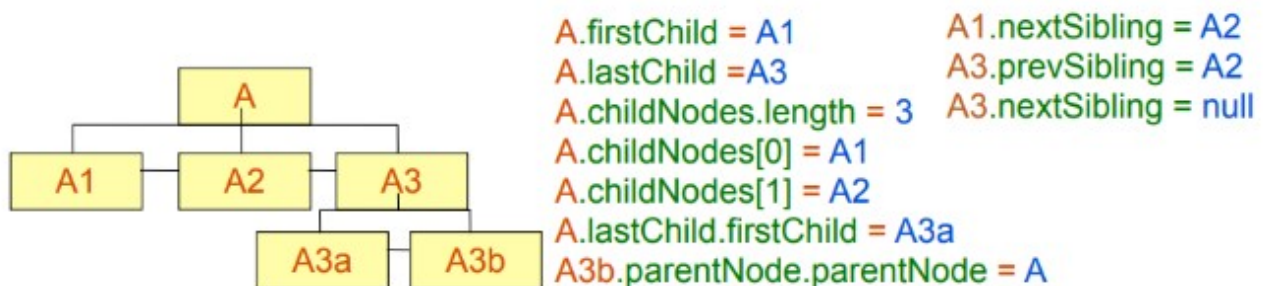 A
A1 A2 A3
A3a A3b
A.firstChild = A1
A.lastChild =A3
A.childNodes.length = 3
A.childNodes[0] = A1
A.childNodes[1] = A2
A.lastChild.firstChild = A3a
A3b.parentNode.parentNode = A
A1.nextSibling = A2
A3.prevSibling = A2
A3.nextSibling = null